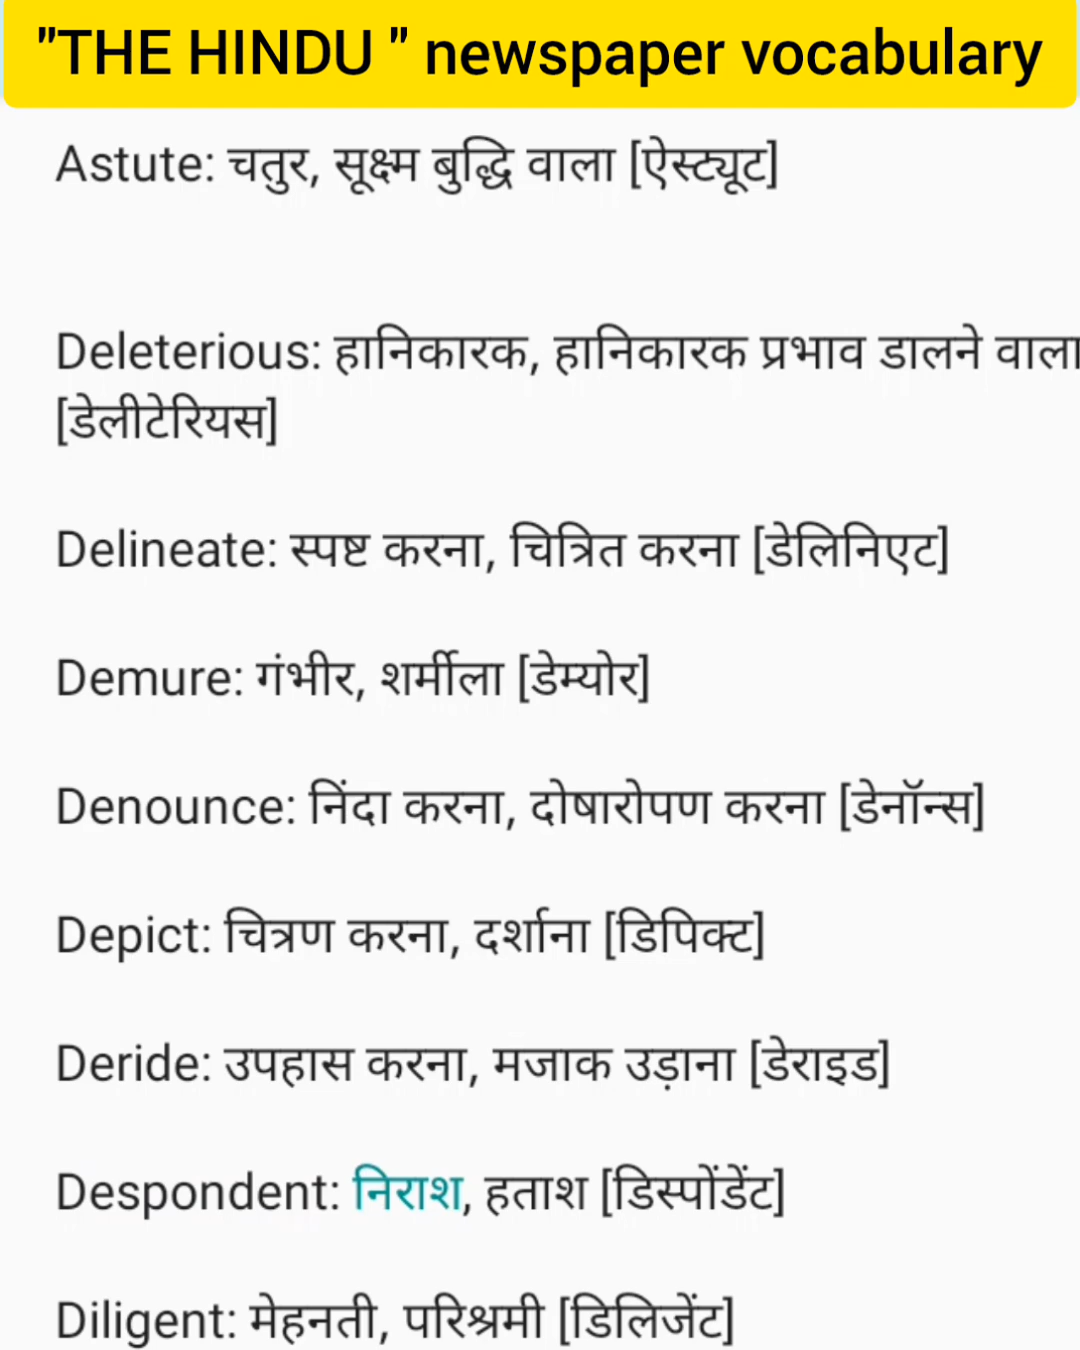 "THE HINDU " newspaper vocabulary
Astute: चतुर, सूक्ष्म बुद्धि वाला [ऐस्ट्यूट]
Deleterious: हानिकारक, हानिकारक प्रभाव डालने वाला
[डेलीटेरियस]
Delineate: स्पष्ट करना, चित्रित करना [डेलिनिएट]
Demure: गंभीर, शर्मीला [डेम्योर]
Denounce: निंदा करना, दोषारोपण करना [डेनॉन्स]
Depict: चित्रण करना, दर्शाना [डिपिक्ट]
Deride: उपहास करना, मजाक उड़ाना [डेराइड]
Despondent: निराश, हताश [डिस्पोंडेंट]
Diligent: मेहनती, परिश्रमी [डिलिजेंट]